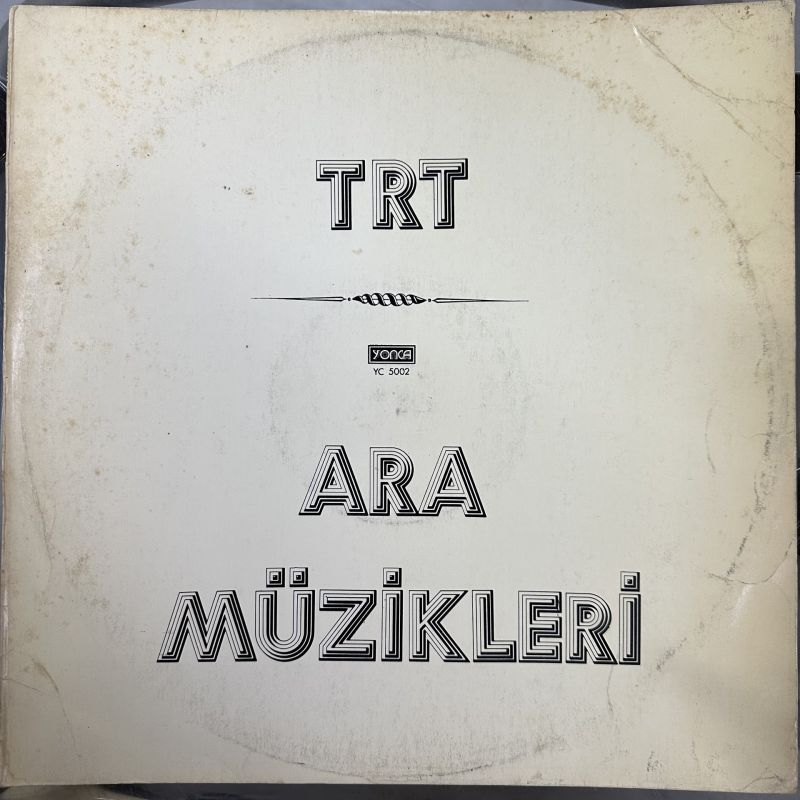 TRT
YONCA
YC 5002
ARA
MÜZİKLERİ